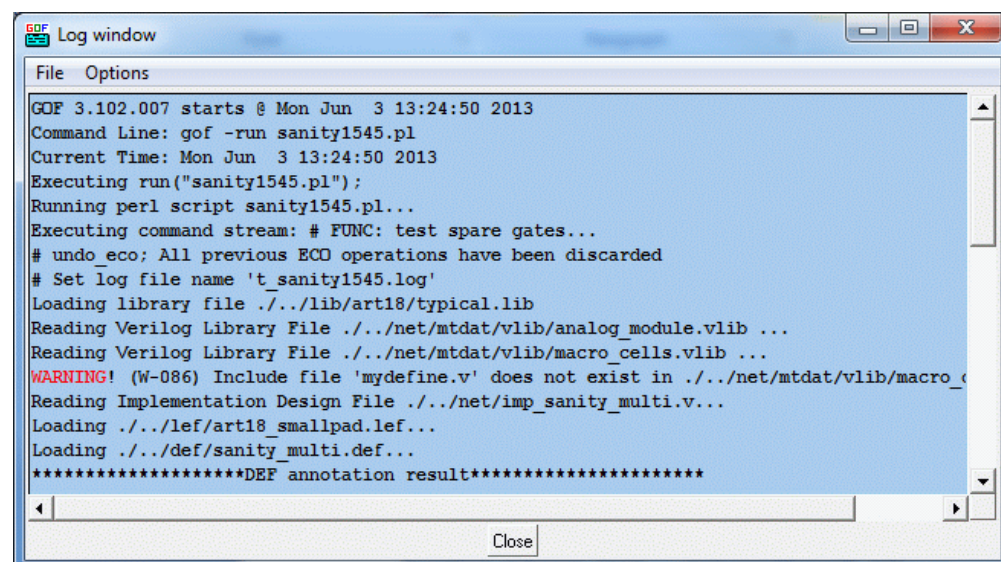 GOF
Log window
File Options
GOF 3.102.007 starts @ Mon Jun  3 13:24:50 2013
Command Line: gof -run sanity1545.pl
Current Time: Mon Jun  3 13:24:50 2013
Executing run("sanity1545.pl");
Running perl script sanity1545.pl...
Executing command stream: # FUNC: test spare gates...
# undo_eco; All previous ECO operations have been discarded
# Set log file name 't_sanity1545.log'
Loading library file ./../lib/art18/typical.lib
Reading Verilog Library File ./../net/mtdat/vlib/analog_module.vlib ...
Reading Verilog Library File ./../net/mtdat/vlib/macro_cells.vlib ...
WARNING! (W-086) Include file 'mydefine.v' does not exist in ./../net/mtdat/vlib/macro_
Reading Implementation Design File ./../net/imp_sanity_multi.v...
Loading ./../lef/art18_smallpad.lef...
Loading ./../def/sanity_multi.def...
********************DEF annotation result**********************
Close